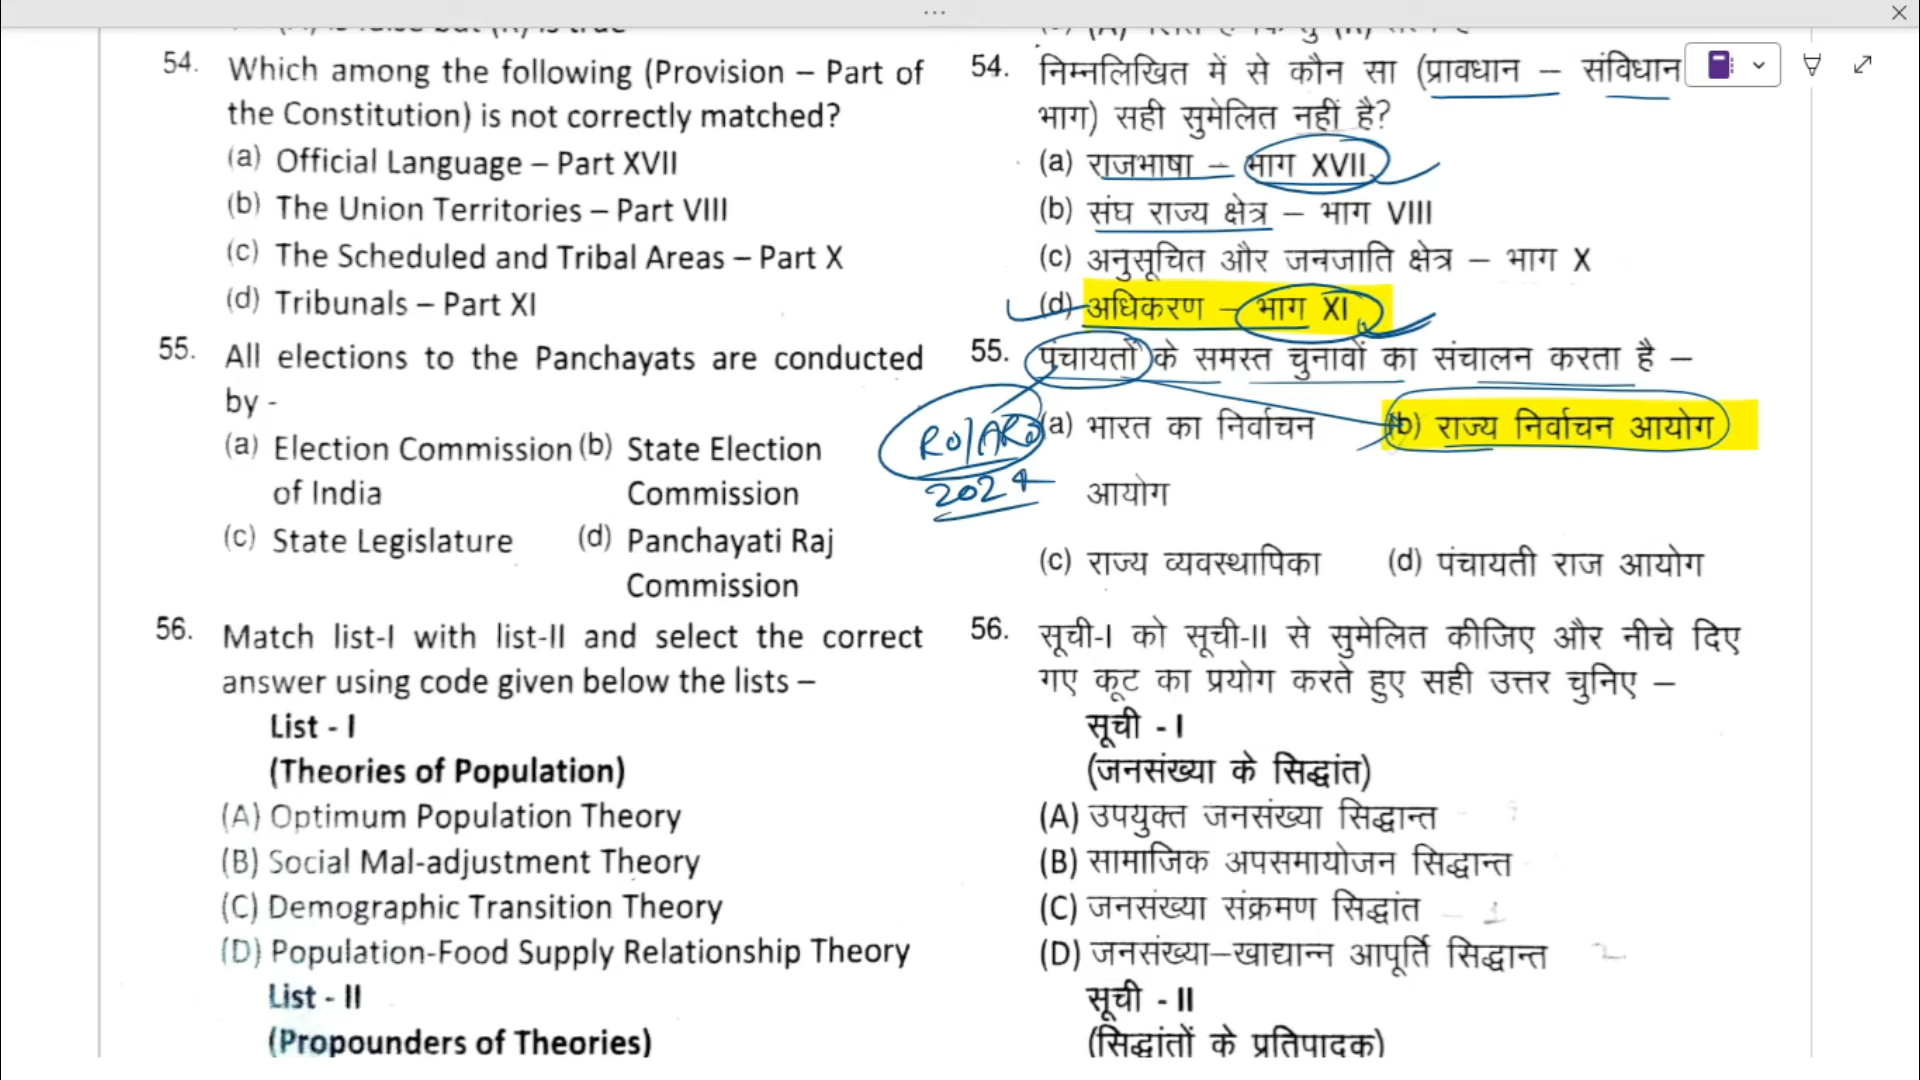 54. Which among the following (Provision – Part of
the Constitution) is not correctly matched?
(a) Official Language – Part XVII
(b) The Union Territories – Part VIII
(c) The Scheduled and Tribal Areas – Part X
(d) Tribunals – Part XI
55. All elections to the Panchayats are conducted
by -
(a) Election Commission (b) State Election
of India Commission
(c) State Legislature (d) Panchayati Raj
Commission
56. Match list-I with list-II and select the correct
answer using code given below the lists –
List - I
(Theories of Population)
(A) Optimum Population Theory
(B) Social Mal-adjustment Theory
(C) Demographic Transition Theory
(D) Population-Food Supply Relationship Theory
List - II
(Propounders of Theories)
54. निम्नलिखित में से कौन सा (प्रावधान – संविधान
भाग) सही सुमेलित नहीं है?
(a) राजभाषा – भाग XVII
(b) संघ राज्य क्षेत्र – भाग VIII
(c) अनुसूचित और जनजाति क्षेत्र – भाग X
(d) अधिकरण – भाग XI
55. पंचायतों के समस्त चुनावों का संचालन करता है –
(a) भारत का निर्वाचन (b) राज्य निर्वाचन आयोग
आयोग
(c) राज्य व्यवस्थापिका (d) पंचायती राज आयोग
RO/ARO
2024
56. सूची-I को सूची-II से सुमेलित कीजिए और नीचे दिए
गए कूट का प्रयोग करते हुए सही उत्तर चुनिए –
सूची - I
(जनसंख्या के सिद्धांत)
(A) उपयुक्त जनसंख्या सिद्धान्त
(B) सामाजिक अपसमायोजन सिद्धान्त
(C) जनसंख्या संक्रमण सिद्धांत – 1
(D) जनसंख्या–खाद्यान्न आपूर्ति सिद्धान्त 2
सूची - II
(सिद्धांतों के प्रतिपादक)